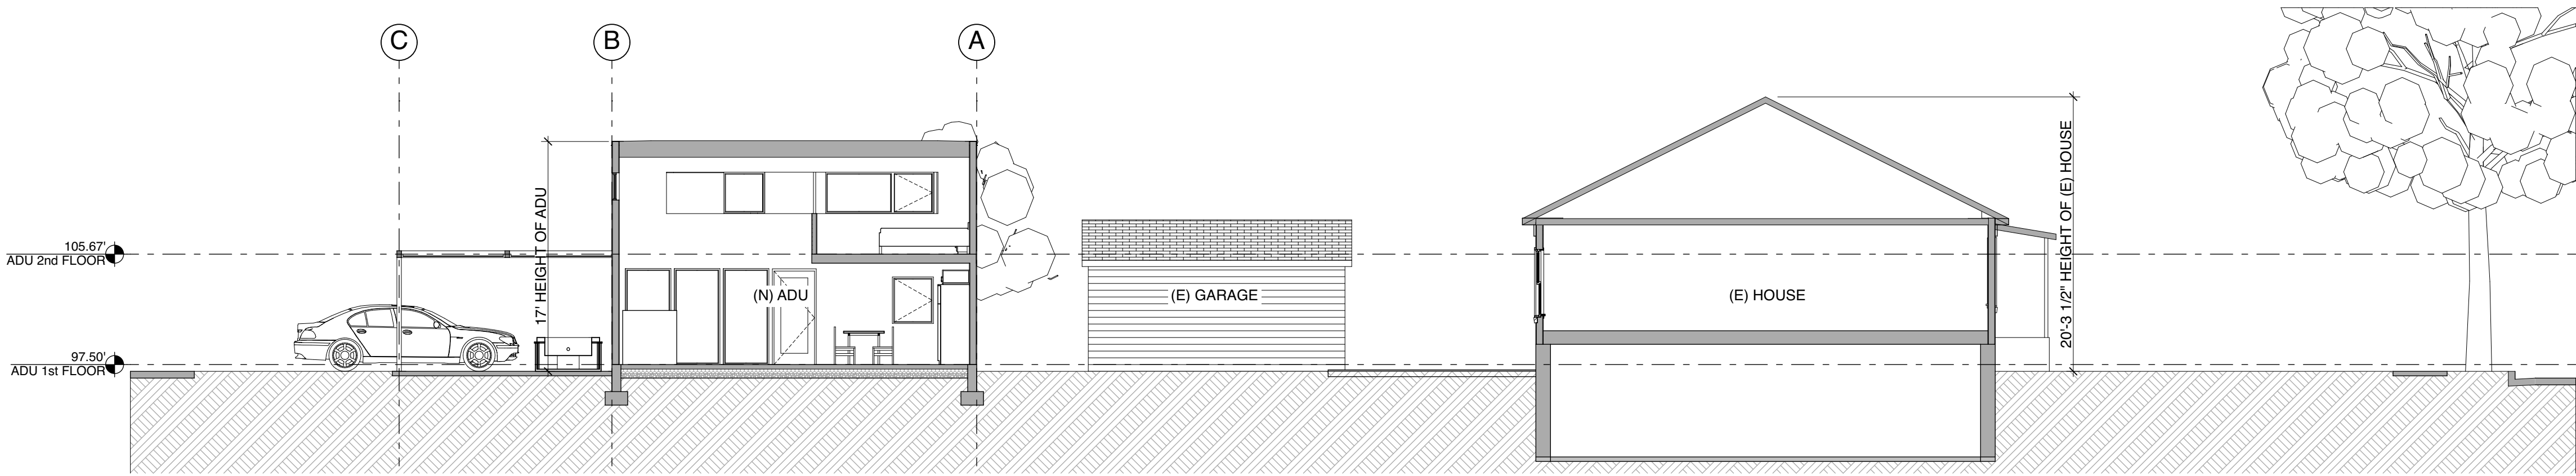 C
B
A
17' HEIGHT OF ADU
20'-3 1/2" HEIGHT OF (E) HOUSE
105.67'
ADU 2nd FLOOR
(N) ADU
(E) GARAGE
(E) HOUSE
97.50'
ADU 1st FLOOR